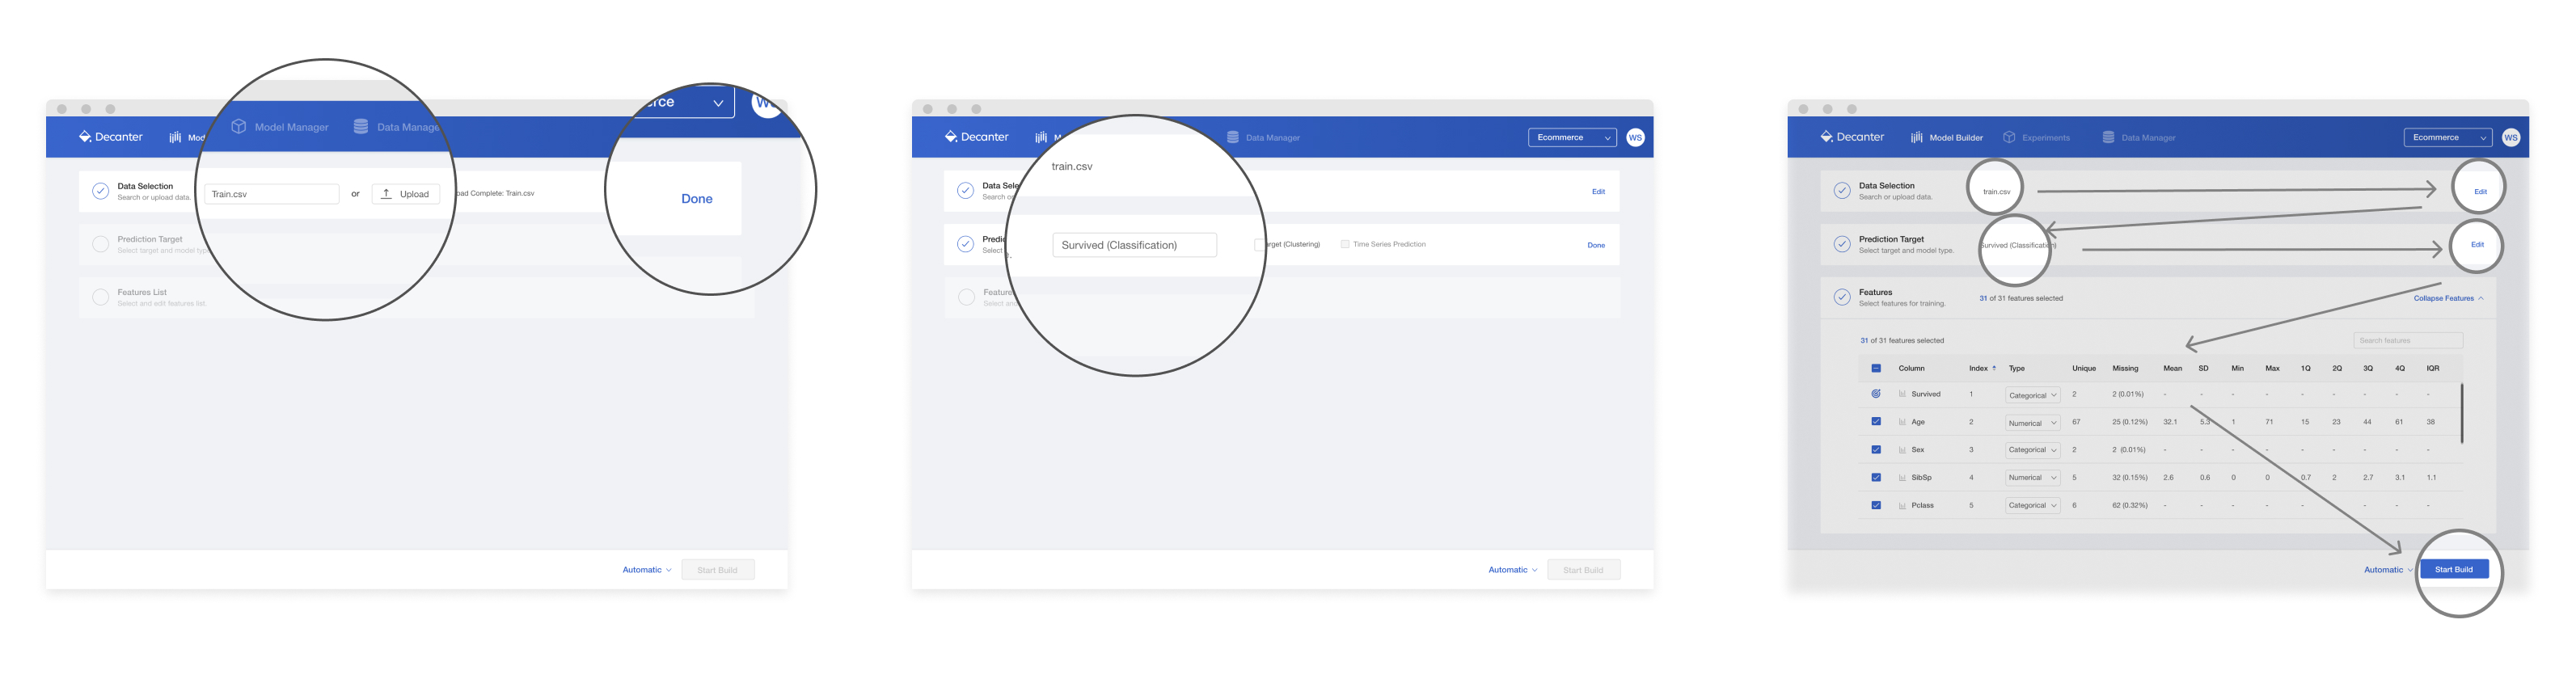 Decanter
Mod
Model Manager
Data Manage
erce
WS
Data Selection
Search or upload data.
Train.csv
or
Upload
oad Complete: Train.csv
Done
Prediction Target
Select target and model type
Features List
Select and edit features list.
Automatic
Start Build
Decanter
M
Data Manager
Ecommerce
WS
train.csv
Data Sele
Search o
Edit
Predic
Select
Survived (Classification)
rget (Clustering)
Time Series Prediction
Done
Feature
Select and
Automatic
Start Build
Decanter
Model Builder
Experiments
Data Manager
Ecommerce
WS
Data Selection
Search or upload data.
train.csv
Edit
Prediction Target
Select target and model type.
Survived (Classification)
Edit
Features
Select features for training.
31 of 31 features selected
Collapse Features
31 of 31 features selected
Search features
Column Index Type Unique Missing Mean SD Min Max 1Q 2Q 3Q 4Q IQR
Survived 1 Categorical 2 2 (0.01%) - - - - - - - - -
Age 2 Numerical 67 25 (0.12%) 32.1 5.3 1 71 15 23 44 61 38
Sex 3 Categorical 2 2 (0.01%) - - - - - - - - -
SibSp 4 Numerical 5 32 (0.15%) 2.6 0.6 0 0 0.7 2 2.7 3.1 1.1
Pclass 5 Categorical 6 62 (0.32%) - - - - - - - - -
Automatic
Start Build